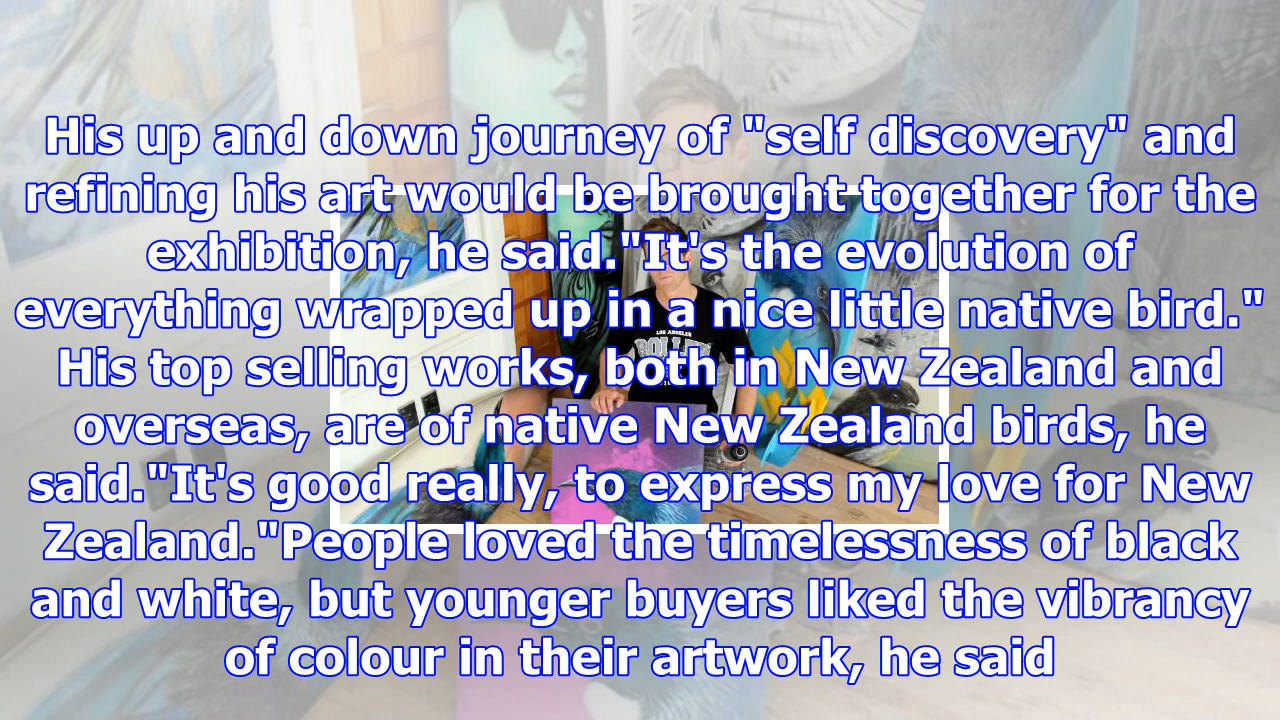 His up and down journey of "self discovery" and
refining his art would be brought together for the
exhibition, he said."It's the evolution of
everything wrapped up in a nice little native bird."
His top selling works, both in New Zealand and
overseas, are of native New Zealand birds, he
said."It's good really, to express my love for New
Zealand."People loved the timelessness of black
and white, but younger buyers liked the vibrancy
of colour in their artwork, he said
LOS ANGELES